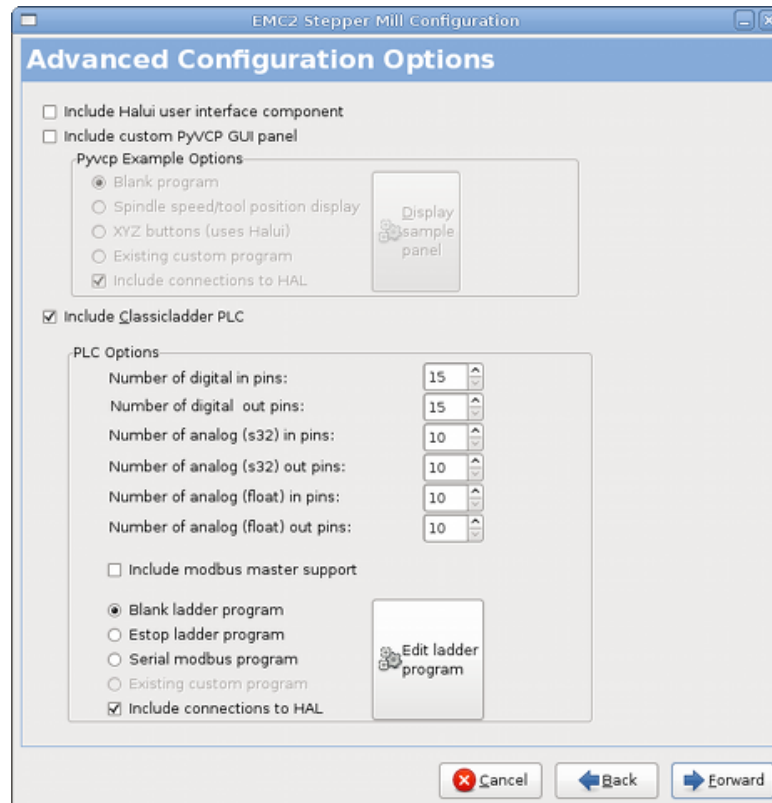 EMC2 Stepper Mill Configuration
Advanced Configuration Options
Include Halui user interface component
Include custom PyVCP GUI panel
Pyvcp Example Options
Blank program
Spindle speed/tool position display
XYZ buttons (uses Halui)
Existing custom program
Include connections to HAL
Display
sample
panel
Include Classicladder PLC
PLC Options
Number of digital in pins: 15
Number of digital out pins: 15
Number of analog (s32) in pins: 10
Number of analog (s32) out pins: 10
Number of analog (float) in pins: 10
Number of analog (float) out pins: 10
Include modbus master support
Blank ladder program
Estop ladder program
Serial modbus program
Existing custom program
Include connections to HAL
Edit ladder
program
Cancel Back Forward